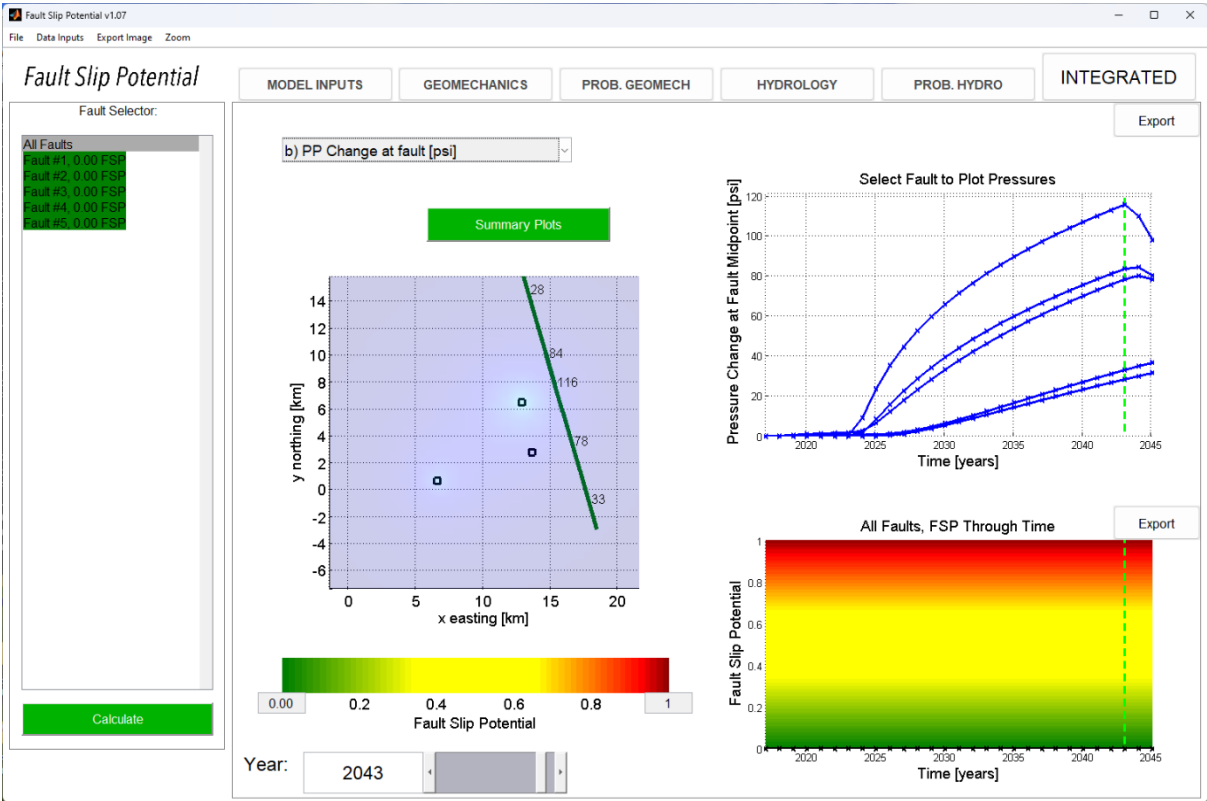 Fault Slip Potential v1.07
File Data Inputs Export Image Zoom
Fault Slip Potential
MODEL INPUTS GEOMECHANICS PROB. GEOMECH HYDROLOGY PROB. HYDRO INTEGRATED
Fault Selector:
All Faults
Fault #1, 0.00 FSP
Fault #2, 0.00 FSP
Fault #3, 0.00 FSP
Fault #4, 0.00 FSP
Fault #5, 0.00 FSP
Calculate
Export
b) PP Change at fault [psi]
Summary Plots
28
84
116
78
33
14
12
10
8
6
4
2
0
-2
-4
-6
y northing [km]
0 5 10 15 20
x easting [km]
0.00 0.2 0.4 0.6 0.8 1
Fault Slip Potential
Year: 2043
Select Fault to Plot Pressures
120
100
80
60
40
20
0
Pressure Change at Fault Midpoint [psi]
2020 2025 2030 2035 2040 2045
Time [years]
Export
All Faults, FSP Through Time
1
0.8
0.6
0.4
0.2
0
Fault Slip Potential
2020 2025 2030 2035 2040 2045
Time [years]